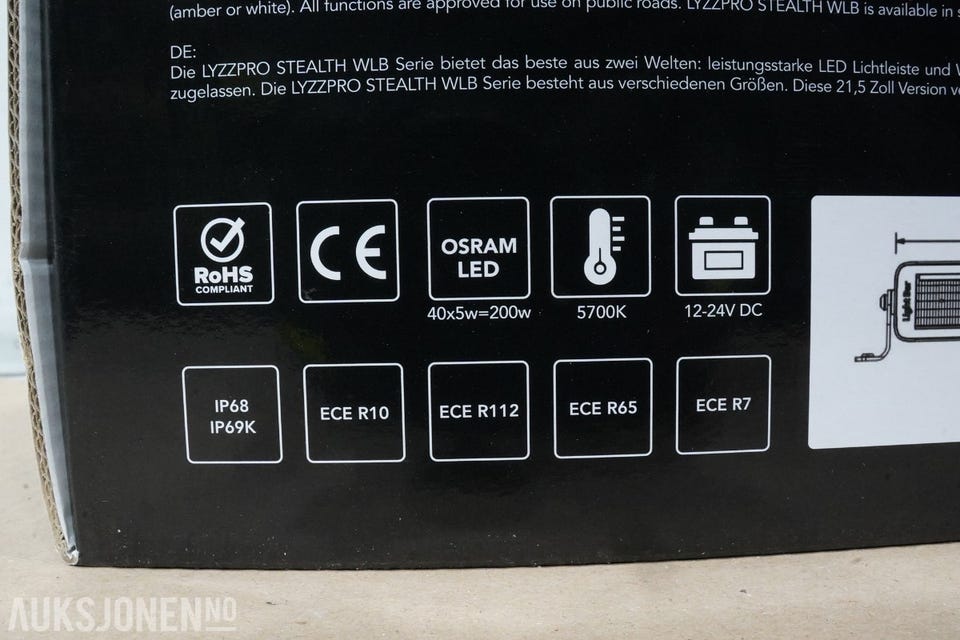 (amber or white). All functions are approved for use on public roads. LYZZPRO STEALTH WLB is available in
DE:
Die LYZZPRO STEALTH WLB Serie bietet das beste aus zwei Welten: leistungsstarke LED Lichtleiste und
zugelassen. Die LYZZPRO STEALTH WLB Serie besteht aus verschiedenen Größen. Diese 21,5 Zoll Version
RoHS
COMPLIANT
CE
OSRAM
LED
40x5w=200w
5700K
12-24V DC
Light Bar
IP68
IP69K
ECE R10
ECE R112
ECE R65
ECE R7
AUKSJONEN NO